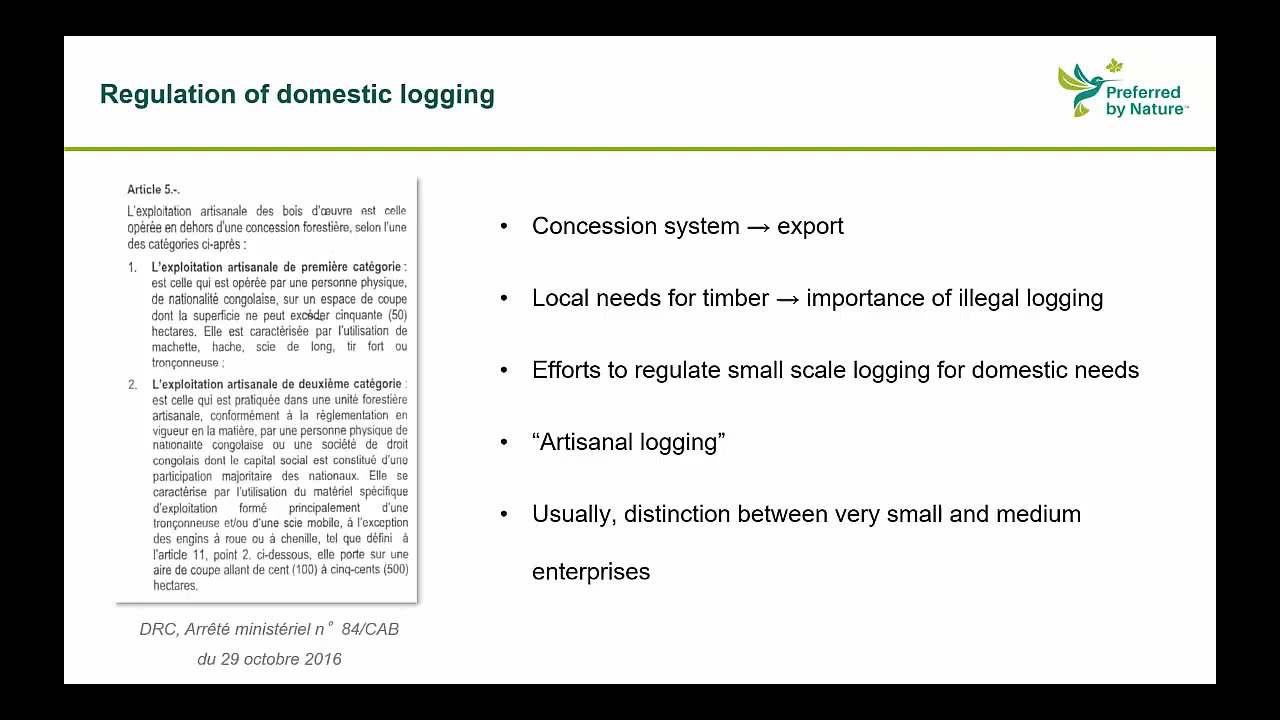 Regulation of domestic logging
Preferred
by Nature™
Article 5.-.
L'exploitation artisanale des bois d'œuvre est celle
opérée en dehors d'une concession forestière, selon l'une
des catégories ci-après :
1. L'exploitation artisanale de première catégorie :
est celle qui est opérée par une personne physique,
de nationalité congolaise, sur un espace de coupe
dont la superficie ne peut excéder cinquante (50)
hectares. Elle est caractérisée par l'utilisation de
machette, hache, scie de long, tir fort ou
tronçonneuse ;
2. L'exploitation artisanale de deuxième catégorie :
est celle qui est pratiquée dans une unité forestière
artisanale, conformément à la réglementation en
vigueur en la matière, par une personne physique de
nationalité congolaise ou une société de droit
congolais dont le capital social est constitué d'une
participation majoritaire des nationaux. Elle se
caractérise par l'utilisation du matériel spécifique
d'exploitation formé principalement d'une
tronçonneuse et/ou d'une scie mobile, à l'exception
des engins à roue ou à chenille, tel que défini à
l'article 11, point 2, ci-dessous, elle porte sur une
aire de coupe allant de cent (100) à cinq-cents (500)
hectares.
DRC, Arrêté ministériel n° 84/CAB
du 29 octobre 2016
• Concession system → export
• Local needs for timber → importance of illegal logging
• Efforts to regulate small scale logging for domestic needs
• “Artisanal logging”
• Usually, distinction between very small and medium
enterprises